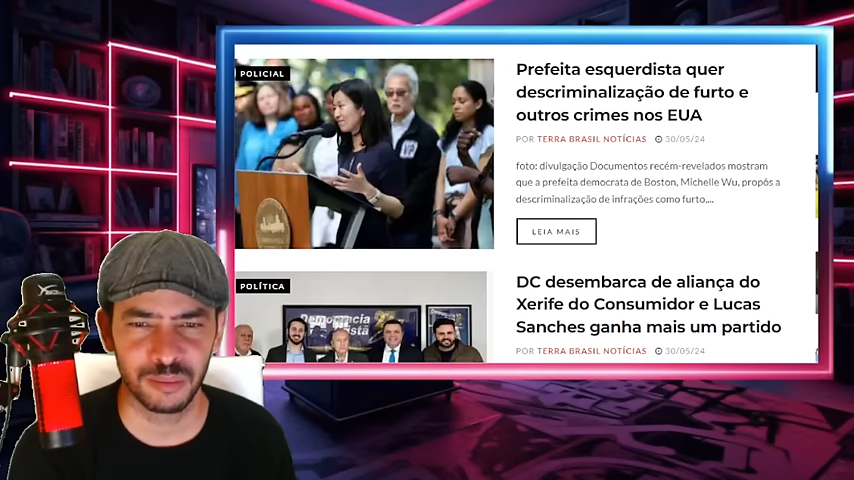 POLICIAL
Prefeita esquerdista quer
descriminalização de furto e
outros crimes nos EUA
POR TERRA BRASIL NOTÍCIAS 30/05/24
foto: divulgação Documentos recém-revelados mostram
que a prefeita democrata de Boston, Michelle Wu, propôs a
descriminalização de infrações como furto,...
LEIA MAIS
POLÍTICA
Democracia
DC desembarca de aliança do
Xerife do Consumidor e Lucas
Sanches ganha mais um partido
POR TERRA BRASIL NOTÍCIAS 30/05/24